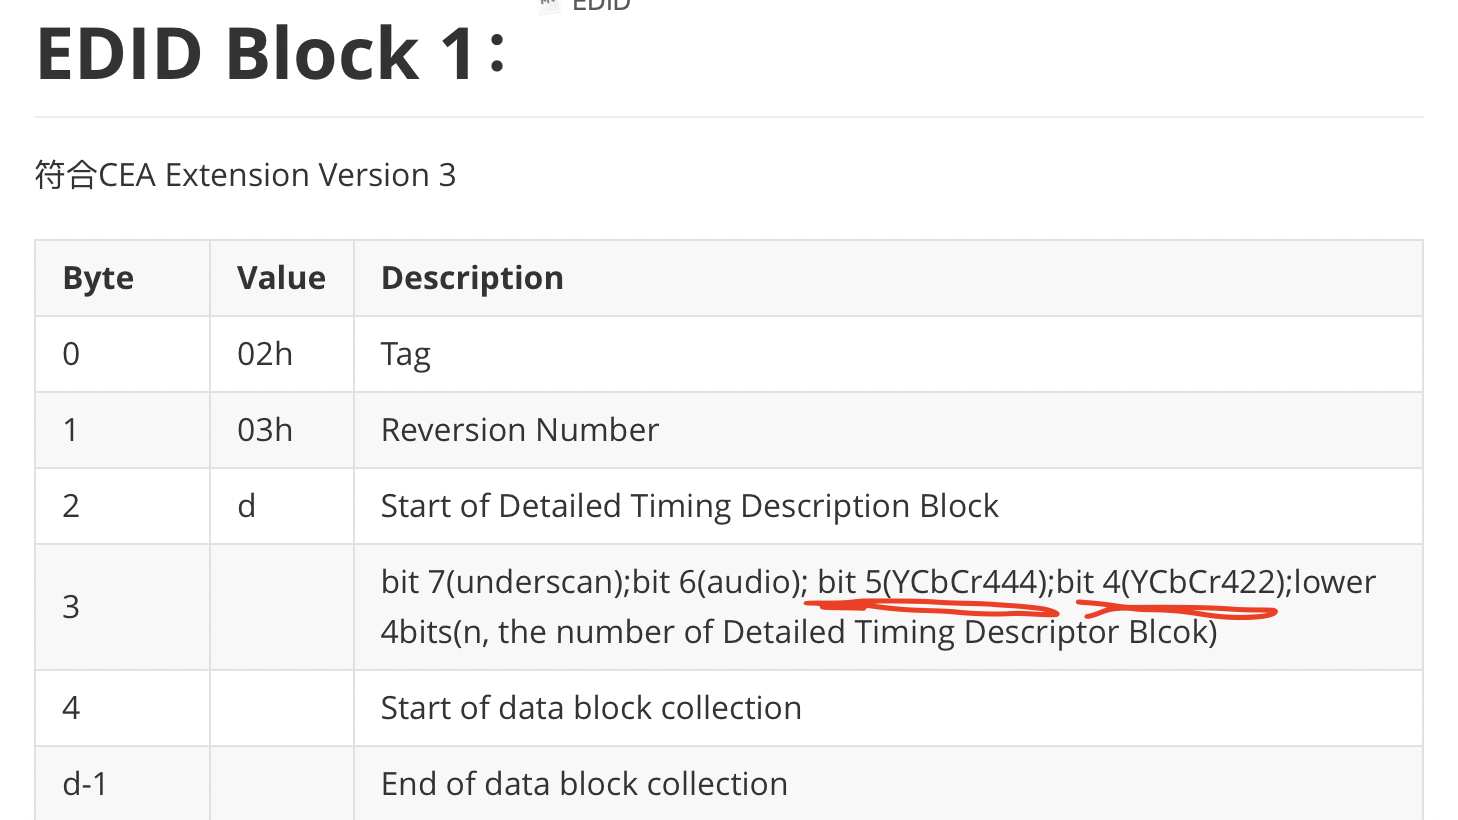 EDID
EDID Block 1：
符合CEA Extension Version 3
Byte Value Description
0 02h Tag
1 03h Reversion Number
2 d Start of Detailed Timing Description Block
3 bit 7(underscan);bit 6(audio); bit 5(YCbCr444);bit 4(YCbCr422);lower
4bits(n, the number of Detailed Timing Descriptor Blcok)
4 Start of data block collection
d-1 End of data block collection